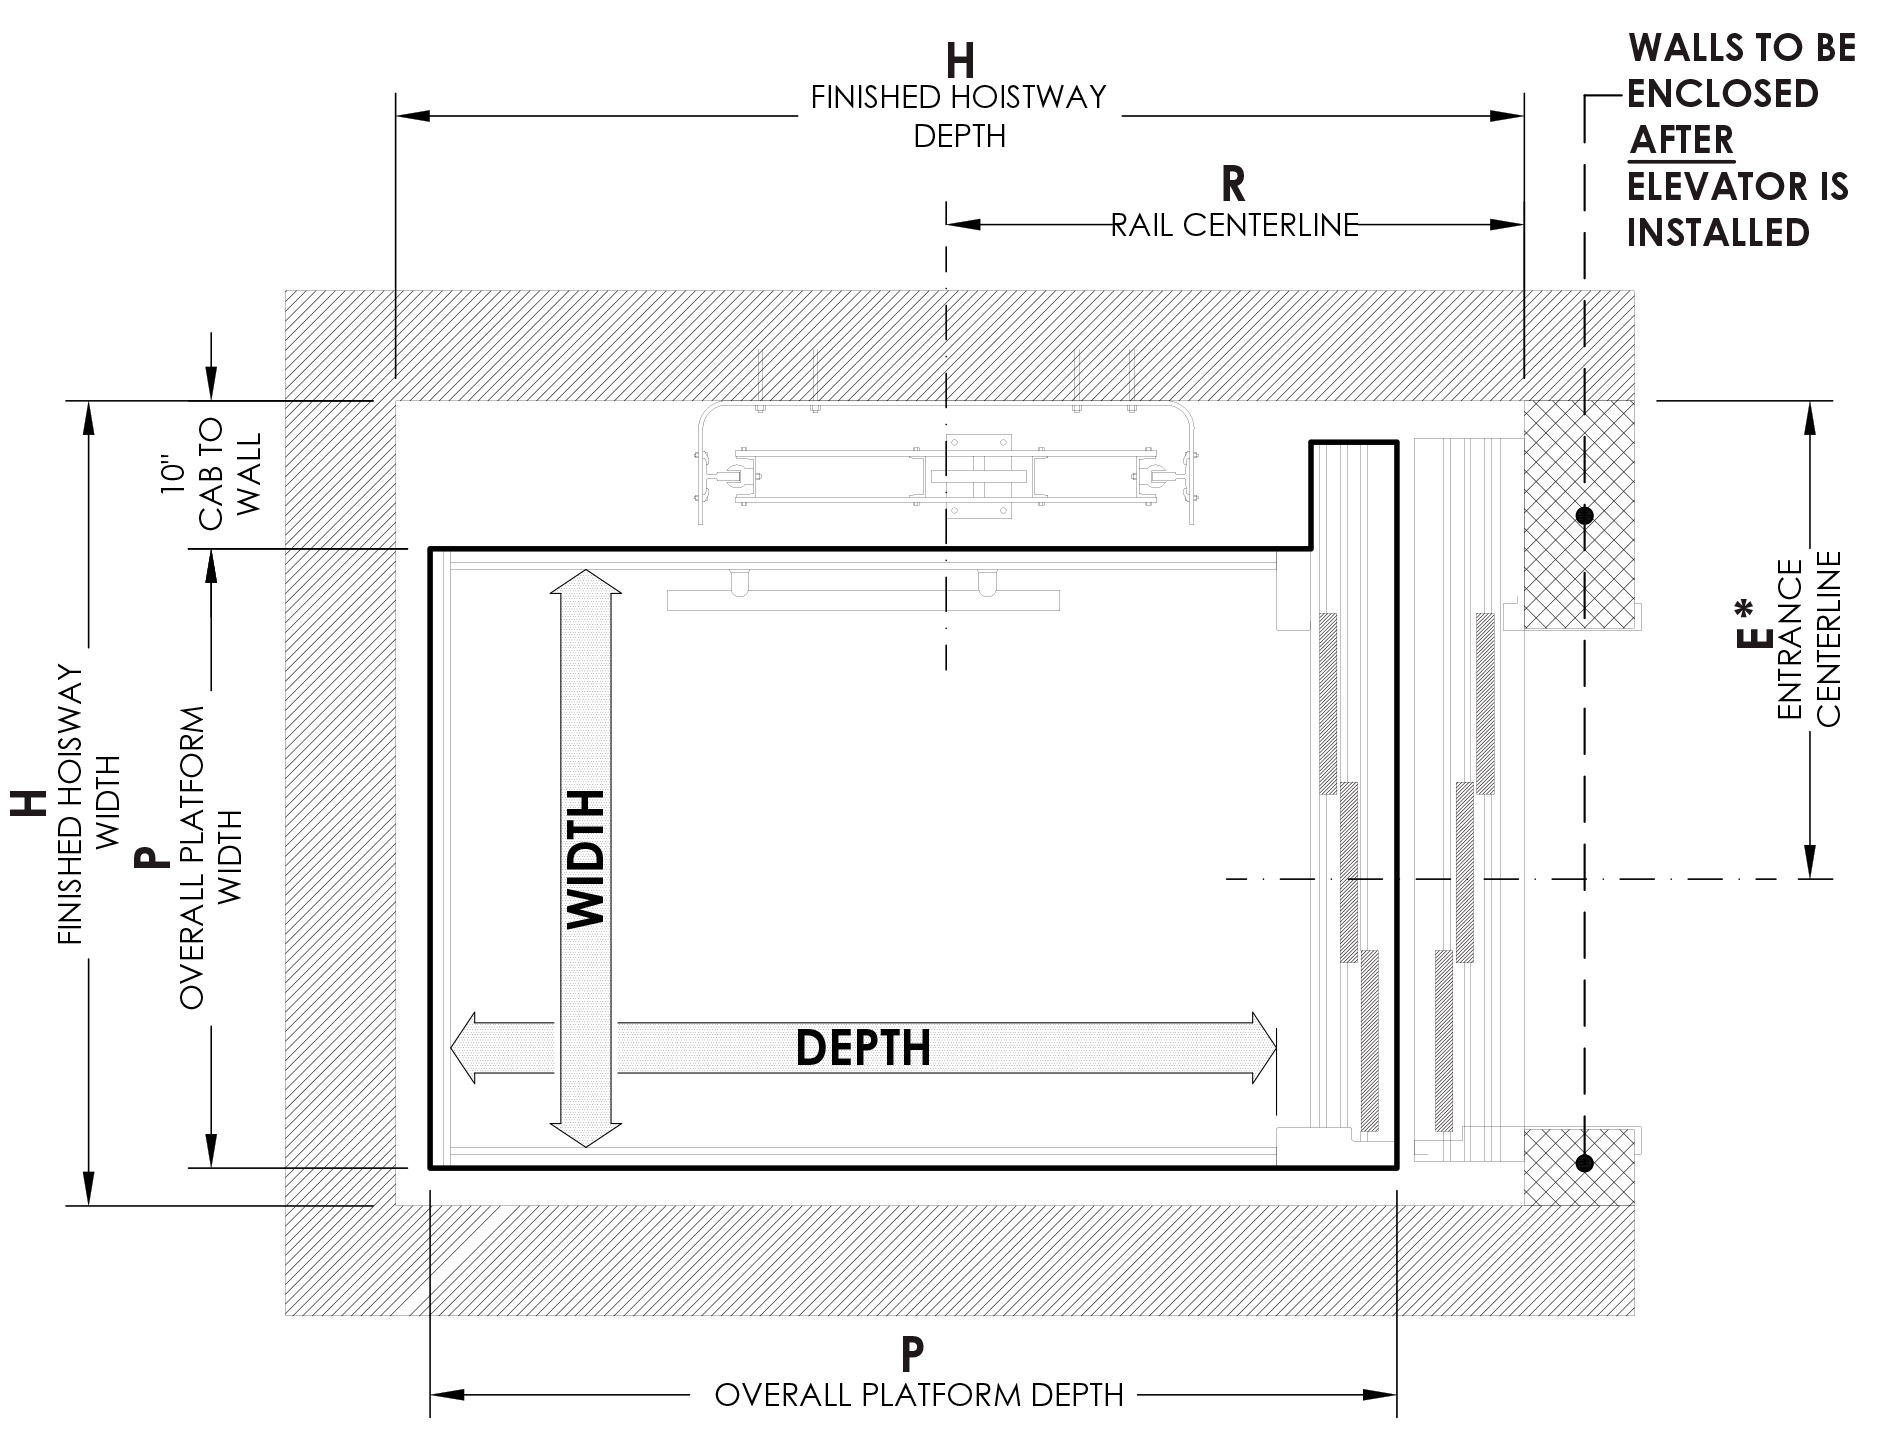 H
FINISHED HOISTWAY
DEPTH
WALLS TO BE
ENCLOSED
AFTER
ELEVATOR IS
INSTALLED
R
RAIL CENTERLINE
10"
CAB TO
WALL
H
FINISHED HOISWAY
WIDTH
P
OVERALL PLATFORM
WIDTH
WIDTH
DEPTH
E*
ENTRANCE
CENTERLINE
P
OVERALL PLATFORM DEPTH